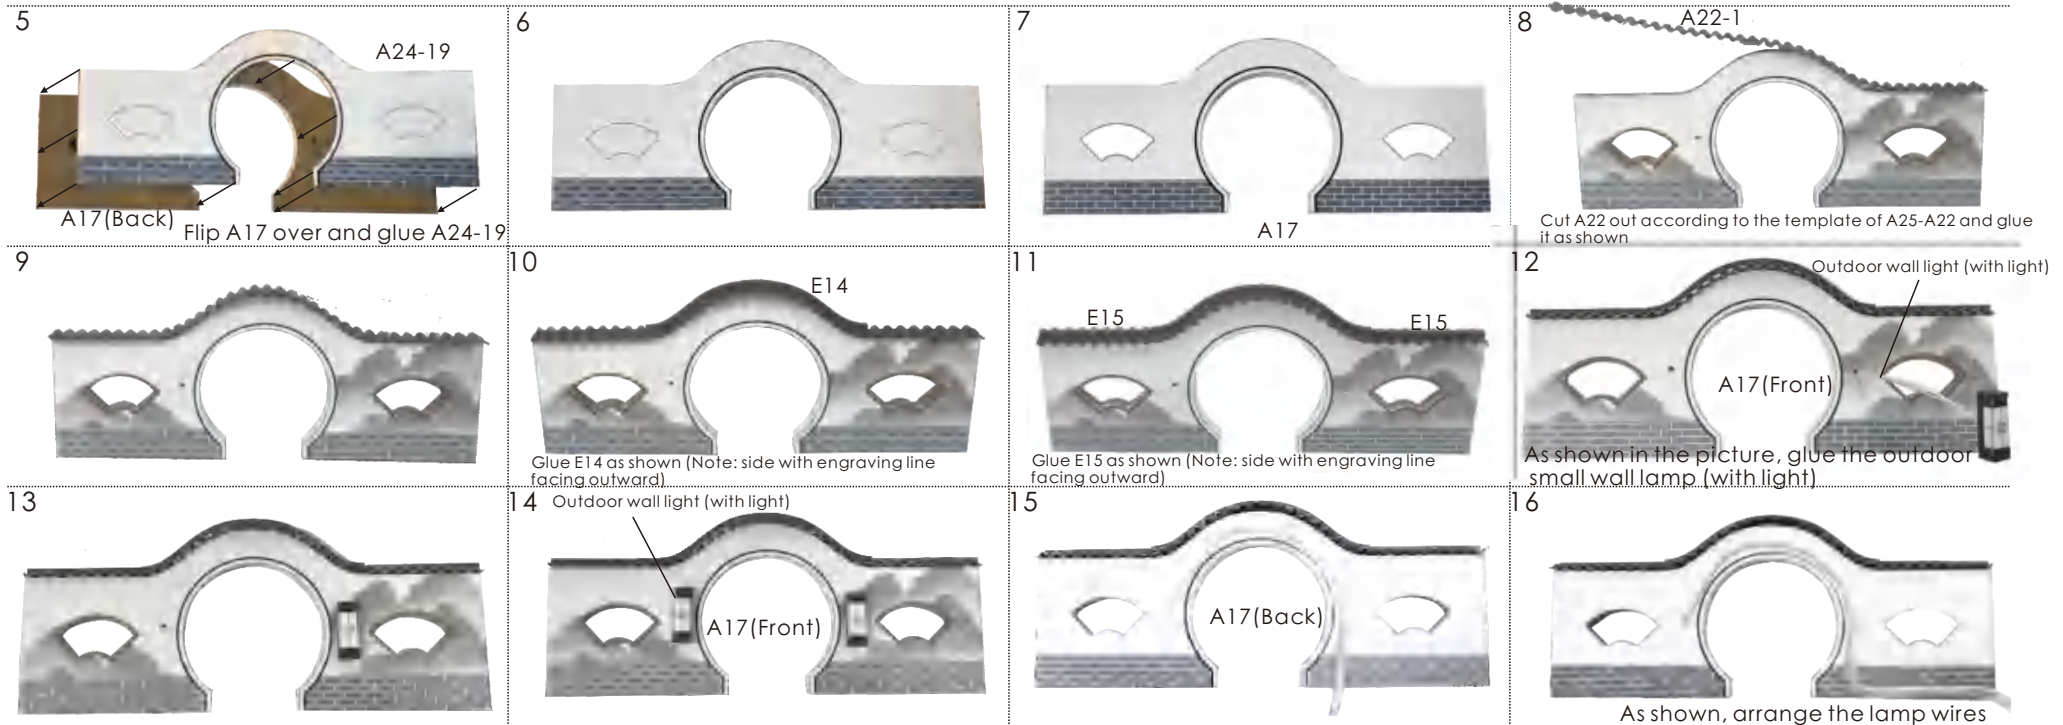 5
A24-19
A17(Back)
Flip A17 over and glue A24-19
6
7
A17
8
A22-1
Cut A22 out according to the template of A25-A22 and glue
it as shown
9
10
E14
Glue E14 as shown (Note: side with engraving line
facing outward)
11
E15
E15
Glue E15 as shown (Note: side with engraving line
facing outward)
12
Outdoor wall light (with light)
A17(Front)
As shown in the picture, glue the outdoor
small wall lamp (with light)
13
14
Outdoor wall light (with light)
A17(Front)
15
A17(Back)
16
As shown, arrange the lamp wires